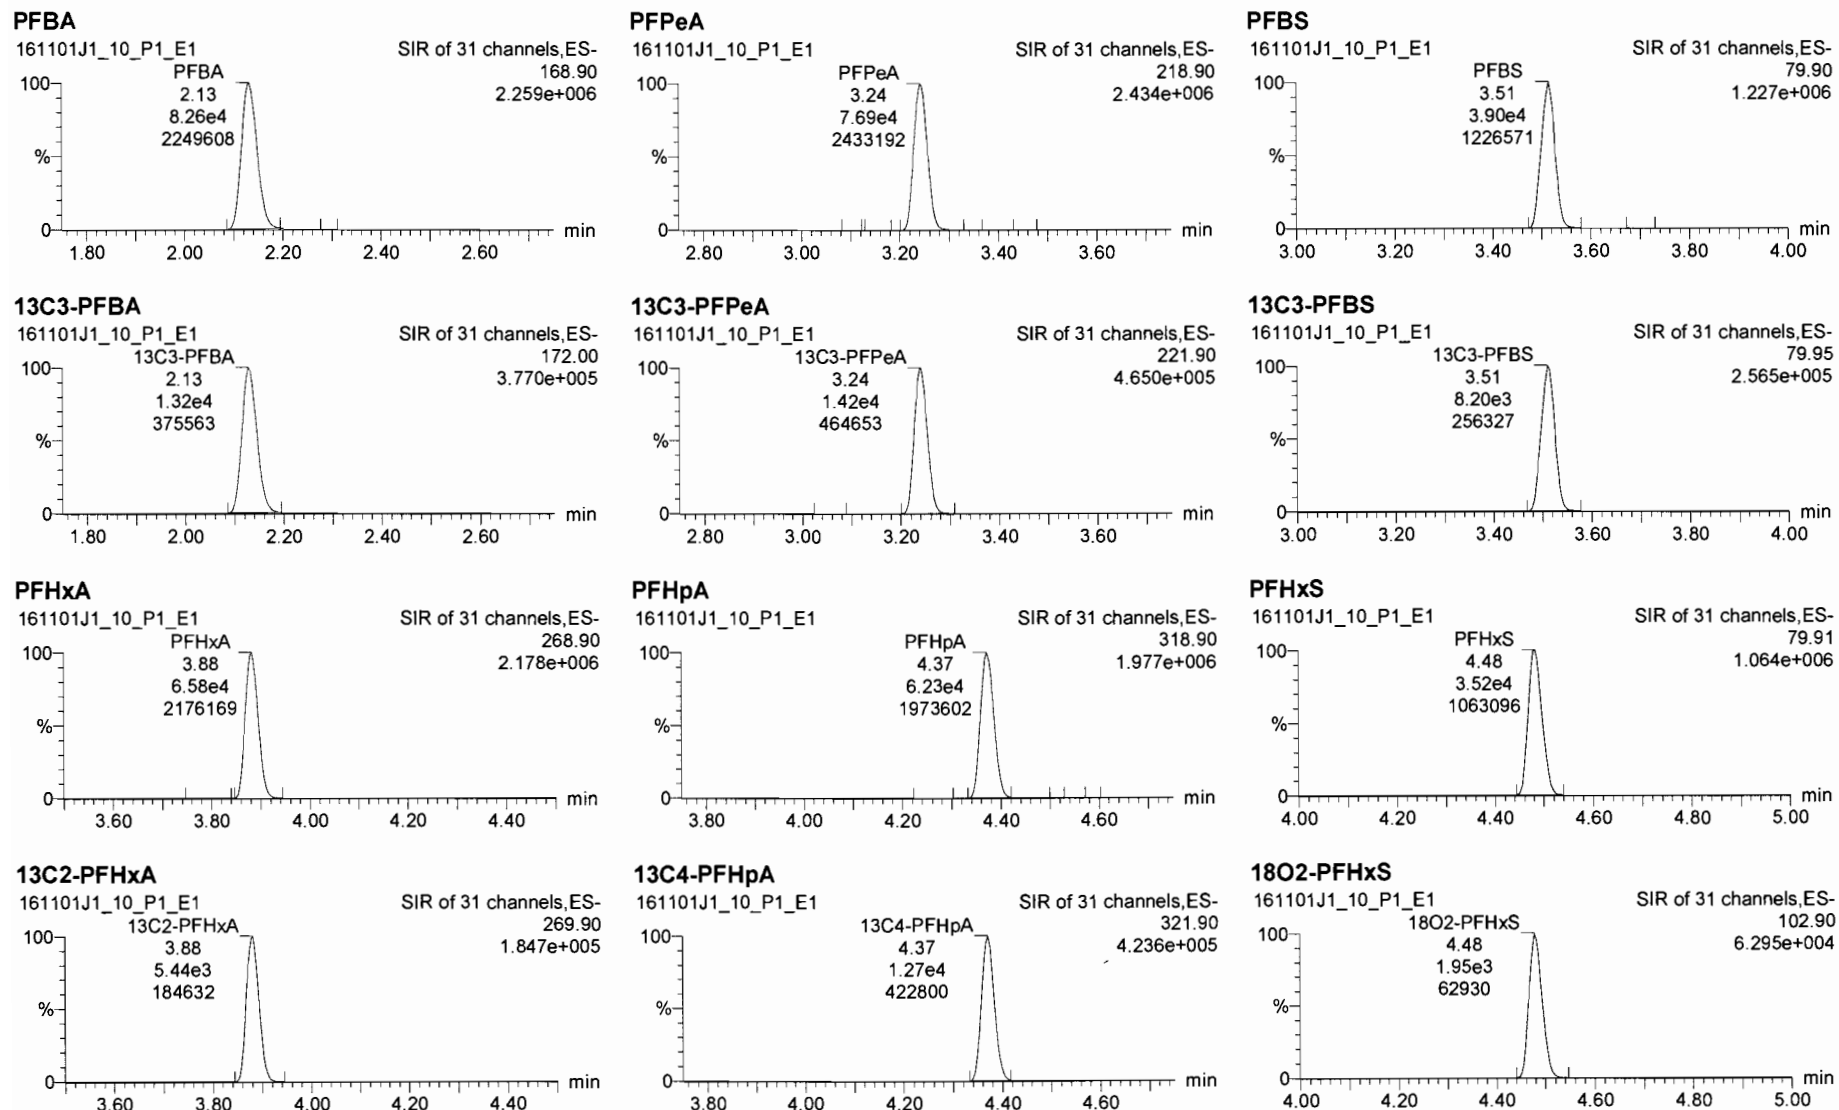 PFBA
161101J1_10_P1_E1
SIR of 31 channels,ES-
168.90
2.259e+006
PFBA
2.13
8.26e4
2249608
100
%
0
min
1.80 2.00 2.20 2.40 2.60
PFPeA
161101J1_10_P1_E1
SIR of 31 channels,ES-
218.90
2.434e+006
PFPeA
3.24
7.69e4
2433192
100
%
0
min
2.80 3.00 3.20 3.40 3.60
PFBS
161101J1_10_P1_E1
SIR of 31 channels,ES-
79.90
1.227e+006
PFBS
3.51
3.90e4
1226571
100
%
0
min
3.00 3.20 3.40 3.60 3.80 4.00
13C3-PFBA
161101J1_10_P1_E1
SIR of 31 channels,ES-
172.00
3.770e+005
13C3-PFBA
2.13
1.32e4
375563
100
%
0
min
1.80 2.00 2.20 2.40 2.60
13C3-PFPeA
161101J1_10_P1_E1
SIR of 31 channels,ES-
221.90
4.650e+005
13C3-PFPeA
3.24
1.42e4
464653
100
%
0
min
2.80 3.00 3.20 3.40 3.60
13C3-PFBS
161101J1_10_P1_E1
SIR of 31 channels,ES-
79.95
2.565e+005
13C3-PFBS
3.51
8.20e3
256327
100
%
0
min
3.00 3.20 3.40 3.60 3.80 4.00
PFHxA
161101J1_10_P1_E1
SIR of 31 channels,ES-
268.90
2.178e+006
PFHxA
3.88
6.58e4
2176169
100
%
0
min
3.60 3.80 4.00 4.20 4.40
PFHpA
161101J1_10_P1_E1
SIR of 31 channels,ES-
318.90
1.977e+006
PFHpA
4.37
6.23e4
1973602
100
%
0
min
3.80 4.00 4.20 4.40 4.60
PFHxS
161101J1_10_P1_E1
SIR of 31 channels,ES-
79.91
1.064e+006
PFHxS
4.48
3.52e4
1063096
100
%
0
min
4.00 4.20 4.40 4.60 4.80 5.00
13C2-PFHxA
161101J1_10_P1_E1
SIR of 31 channels,ES-
269.90
1.847e+005
13C2-PFHxA
3.88
5.44e3
184632
100
%
0
min
3.60 3.80 4.00 4.20 4.40
13C4-PFHpA
161101J1_10_P1_E1
SIR of 31 channels,ES-
321.90
4.236e+005
13C4-PFHpA
4.37
1.27e4
422800
100
%
0
min
3.80 4.00 4.20 4.40 4.60
18O2-PFHxS
161101J1_10_P1_E1
SIR of 31 channels,ES-
102.90
6.295e+004
18O2-PFHxS
4.48
1.95e3
62930
100
%
0
min
4.00 4.20 4.40 4.60 4.80 5.00